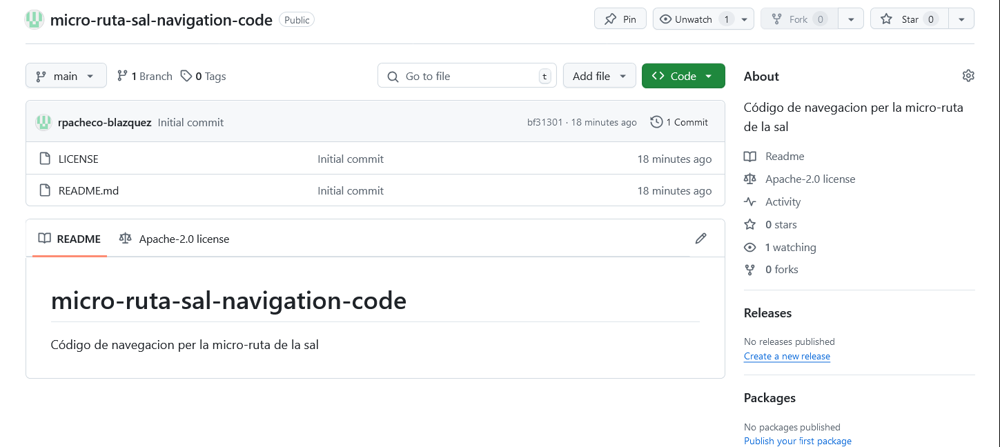 micro-ruta-sal-navigation-code Public
Pin
Unwatch 1
Fork 0
Star 0
main
1 Branch
0 Tags
Go to file t
Add file
Code
rpacheco-blazquez Initial commit
bf31301 · 18 minutes ago
1 Commit
LICENSE Initial commit 18 minutes ago
README.md Initial commit 18 minutes ago
README
Apache-2.0 license
micro-ruta-sal-navigation-code
Código de navegacion per la micro-ruta de la sal
About
Código de navegacion per la micro-ruta
de la sal
Readme
Apache-2.0 license
Activity
0 stars
1 watching
0 forks
Releases
No releases published
Create a new release
Packages
No packages published
Publish your first package